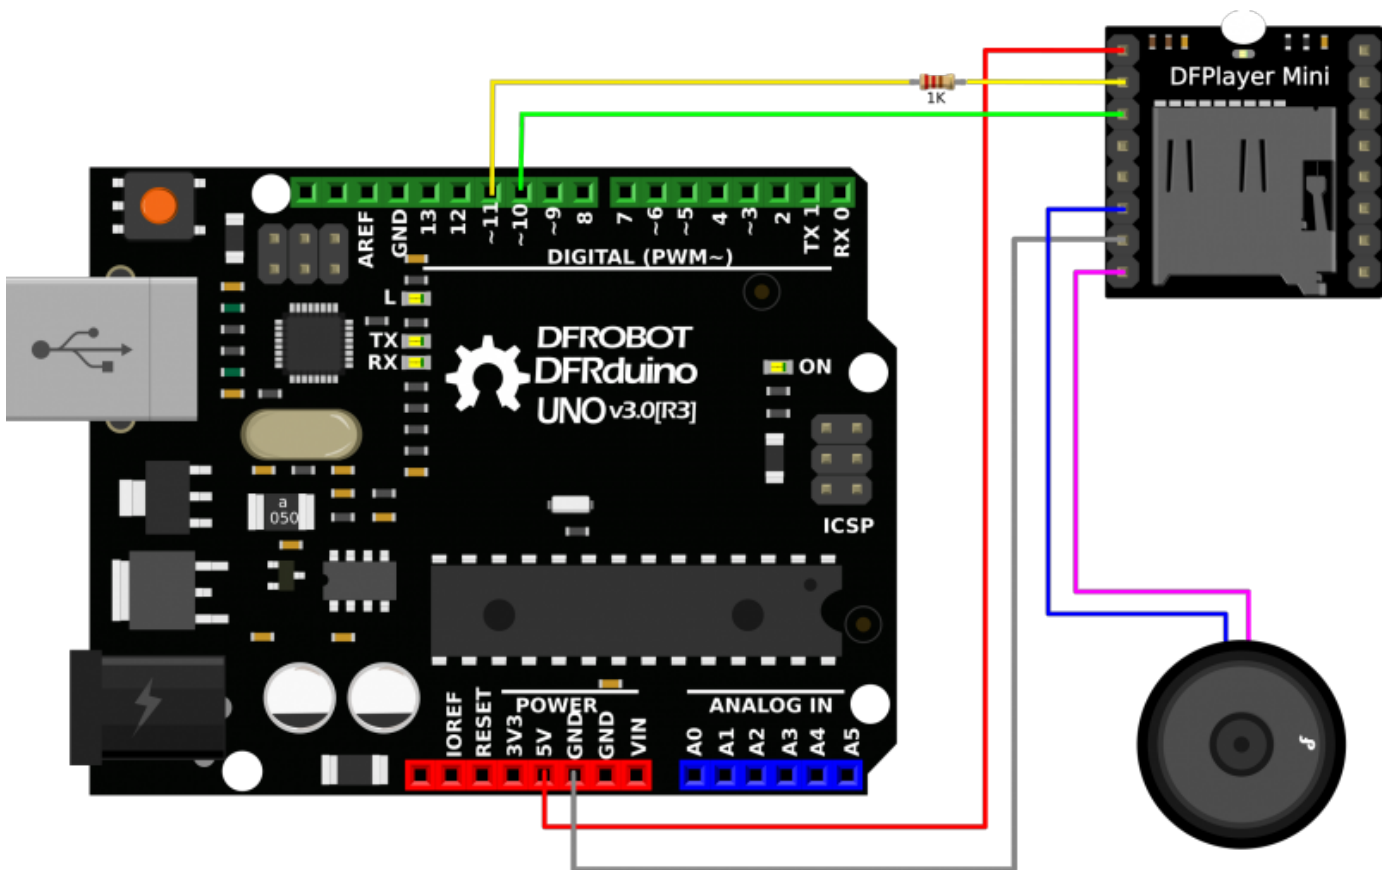 DFPlayer Mini
1K
AREF
GND
13
12
~11
~10
~9
8
7
~6
~5
4
~3
2
TX 1
RX 0
DIGITAL (PWM~)
L
TX
RX
DFROBOT
DFRduino
UNO v3.0[R3]
ON
ICSP
a
050
POWER
ANALOG IN
IOREF
RESET
3V3
5V
GND
GND
VIN
A0
A1
A2
A3
A4
A5